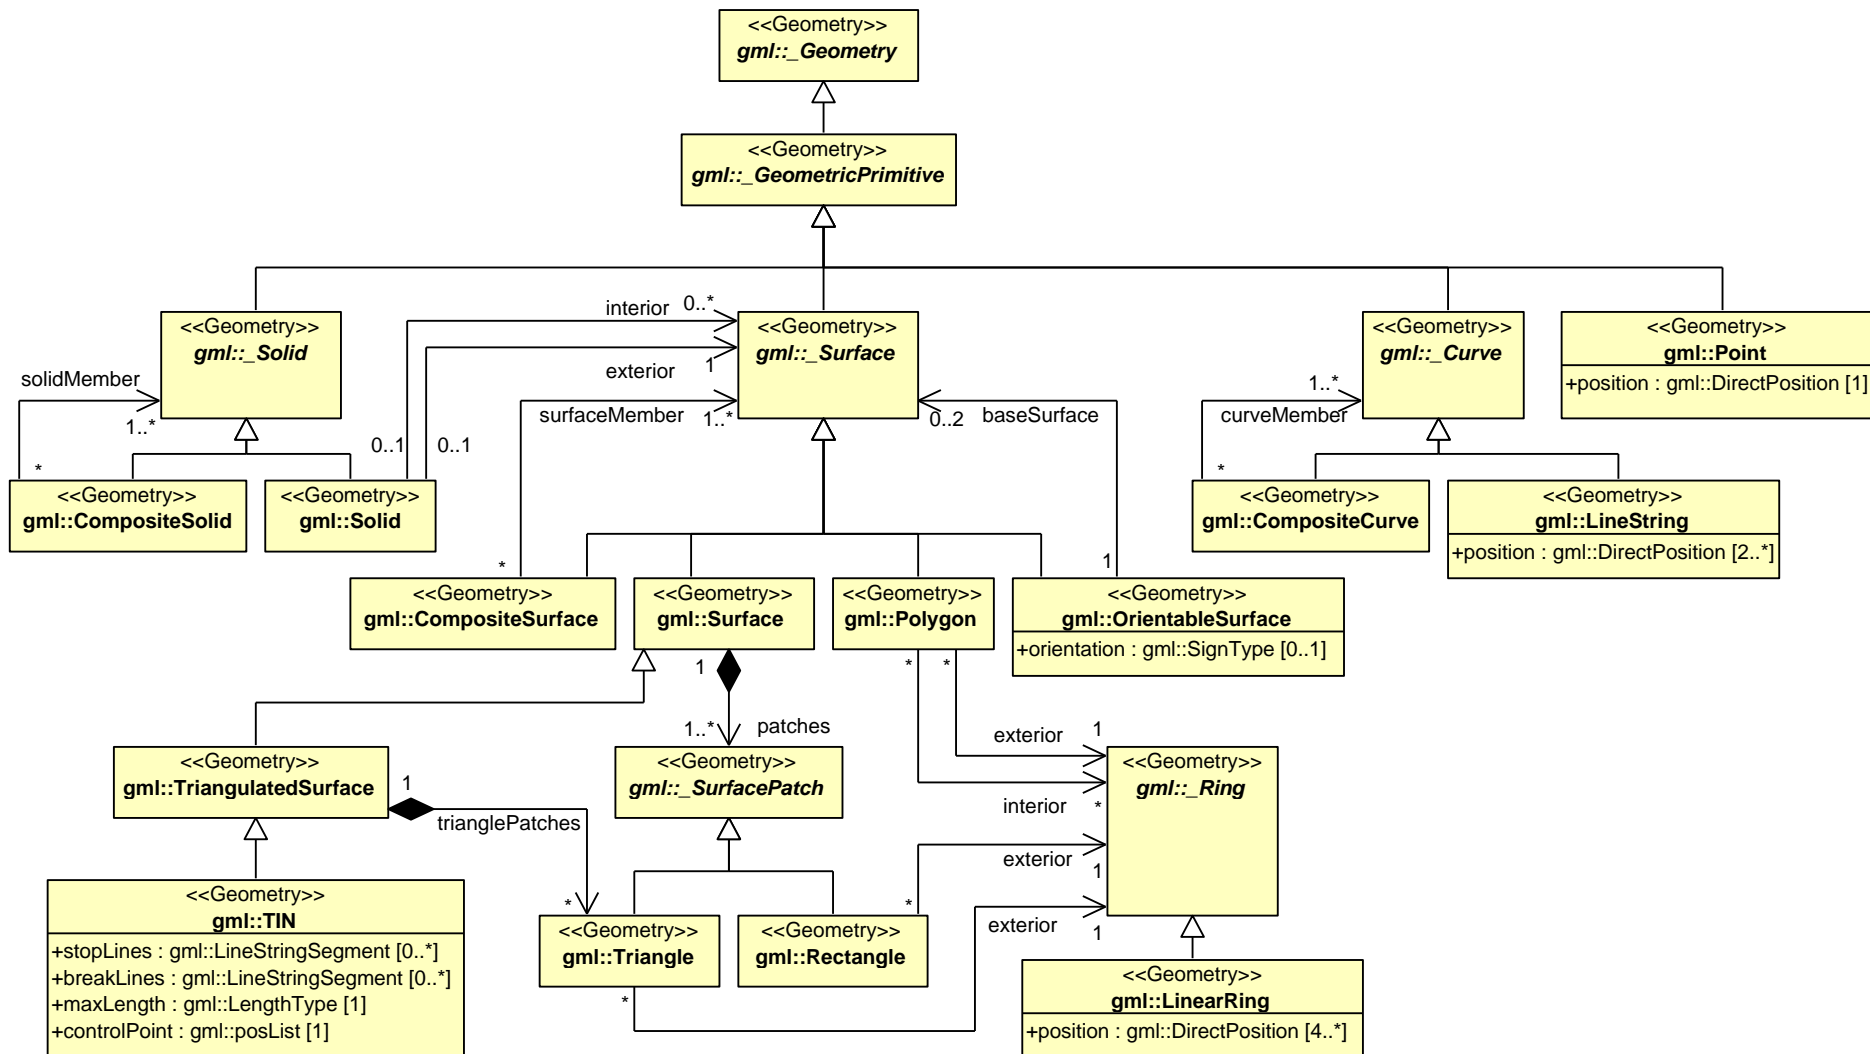 <<Geometry>>
gml::_Geometry
<<Geometry>>
gml::_GeometricPrimitive
<<Geometry>>
gml::_Solid
solidMember
1..*
*
<<Geometry>>
gml::CompositeSolid
<<Geometry>>
gml::Solid
interior
0..*
0..1
exterior
1
0..1
<<Geometry>>
gml::_Surface
surfaceMember
1..*
*
baseSurface
0..2
1
<<Geometry>>
gml::_Curve
curveMember
1..*
*
<<Geometry>>
gml::Point
+position : gml::DirectPosition [1]
<<Geometry>>
gml::CompositeCurve
<<Geometry>>
gml::LineString
+position : gml::DirectPosition [2..*]
<<Geometry>>
gml::CompositeSurface
<<Geometry>>
gml::Surface
<<Geometry>>
gml::Polygon
<<Geometry>>
gml::OrientableSurface
+orientation : gml::SignType [0..1]
1
1..*
patches
*
*
exterior
1
interior
*
<<Geometry>>
gml::TriangulatedSurface
1
trianglePatches
*
<<Geometry>>
gml::_SurfacePatch
<<Geometry>>
gml::_Ring
exterior
1
*
exterior
1
*
<<Geometry>>
gml::TIN
+stopLines : gml::LineStringSegment [0..*]
+breakLines : gml::LineStringSegment [0..*]
+maxLength : gml::LengthType [1]
+controlPoint : gml::posList [1]
<<Geometry>>
gml::Triangle
<<Geometry>>
gml::Rectangle
<<Geometry>>
gml::LinearRing
+position : gml::DirectPosition [4..*]